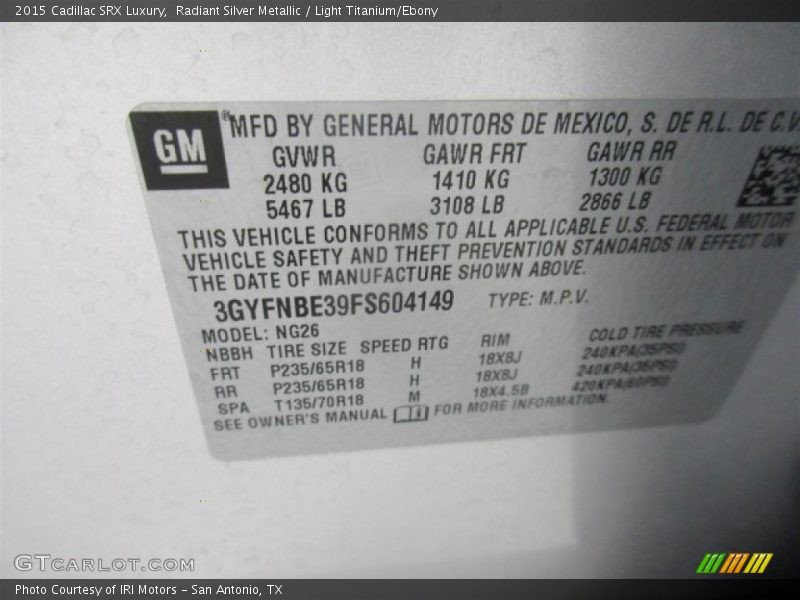 2015 Cadillac SRX Luxury,  Radiant Silver Metallic / Light Titanium/Ebony
GM ® MFD BY GENERAL MOTORS DE MEXICO, S. DE R.L. DE C.V.
GVWR GAWR FRT GAWR RR
2480 KG 1410 KG 1300 KG
5467 LB 3108 LB 2866 LB
THIS VEHICLE CONFORMS TO ALL APPLICABLE U.S. FEDERAL MOTOR
VEHICLE SAFETY AND THEFT PREVENTION STANDARDS IN EFFECT ON
THE DATE OF MANUFACTURE SHOWN ABOVE.
3GYFNBE39FS604149 TYPE: M.P.V.
MODEL: NG26
NBBH TIRE SIZE SPEED RTG RIM COLD TIRE PRESSURE
FRT P235/65R18 H 18X8J 240KPA(35PSI)
RR P235/65R18 H 18X8J 240KPA(35PSI)
SPA T135/70R18 M 18X4.5B 420KPA(60PSI)
SEE OWNER'S MANUAL FOR MORE INFORMATION.
GTCARLOT.COM
Photo Courtesy of IRI Motors – San Antonio, TX